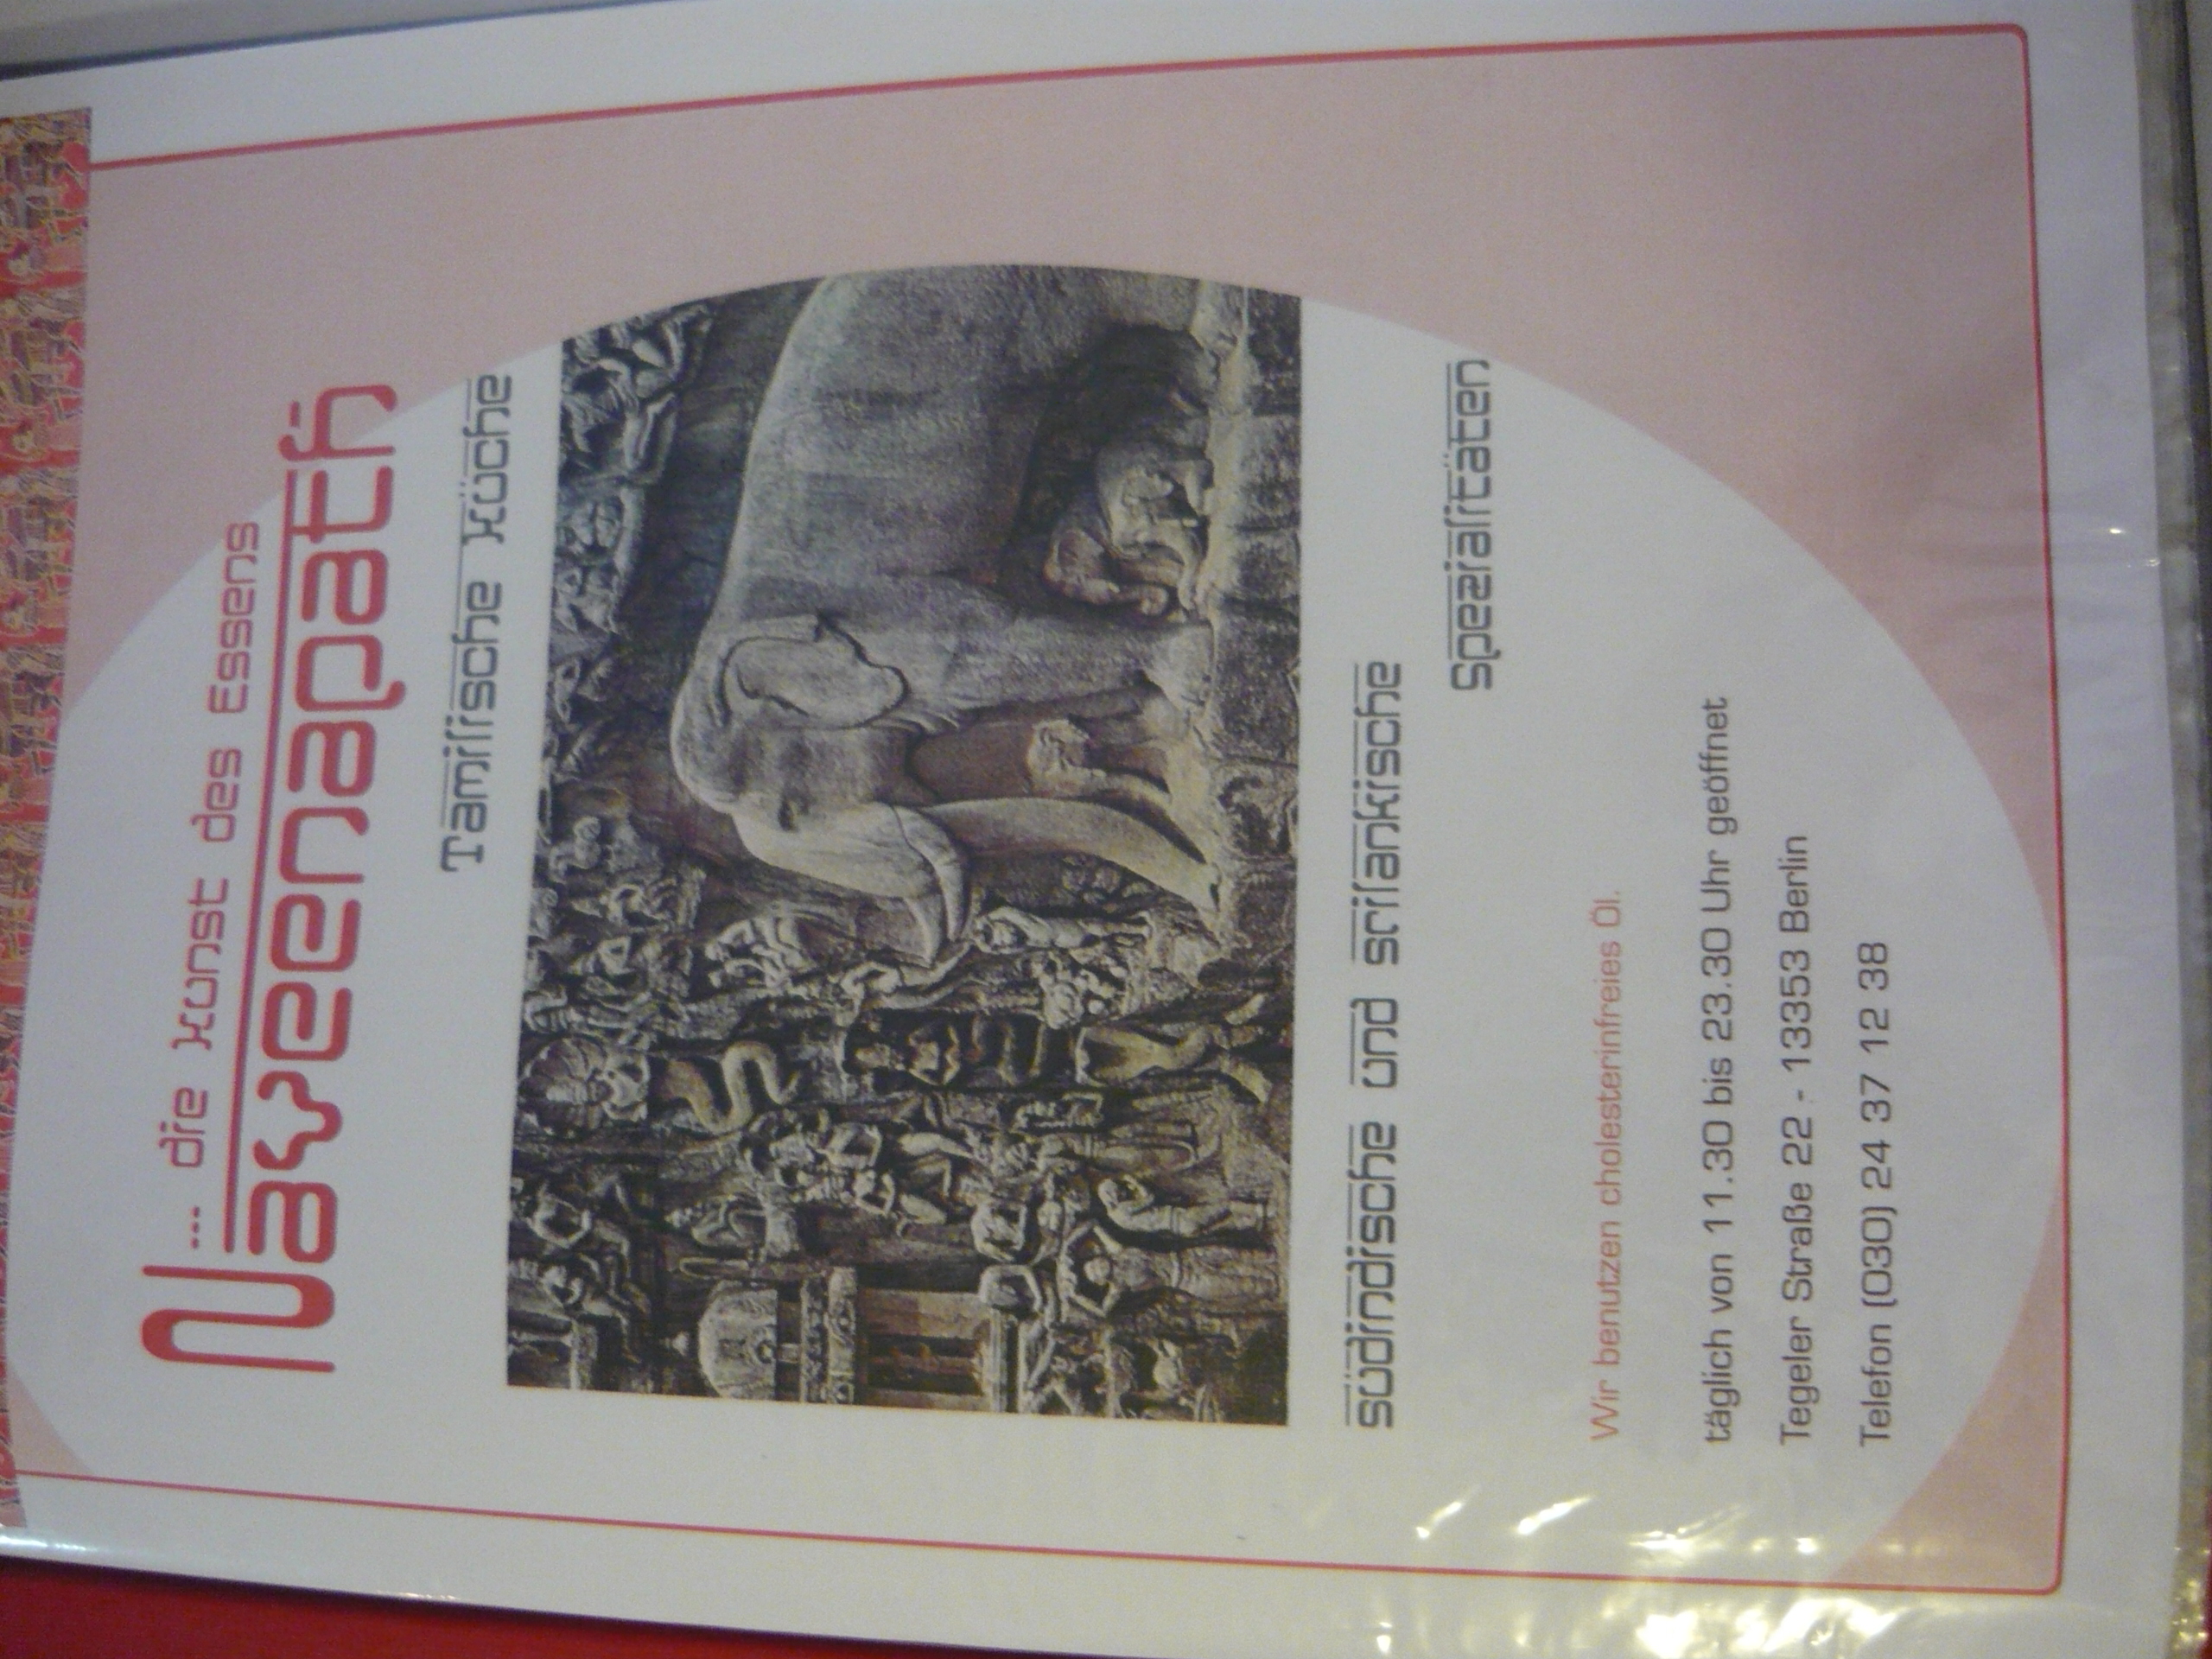 ... die Kunst des Essens
Naveenapath
Tamilische Küche
südindische und srilankische
Spezialitäten
Wir benutzen cholesterinfreies Öl.
täglich von 11.30 bis 23.30 Uhr geöffnet
Tegeler Straße 22 - 13353 Berlin
Telefon (030) 24 37 12 38